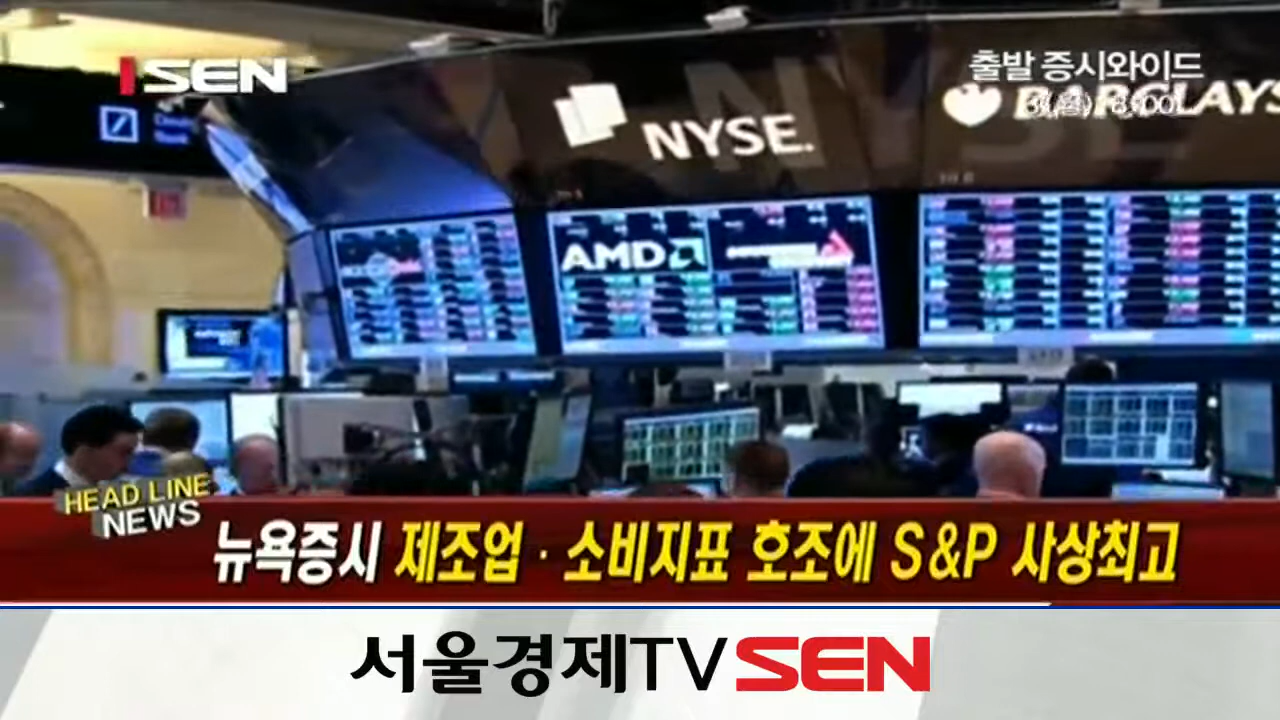 SEN
출발 증시와이드
NYSE.
BARCLAYS
AMD
HEAD LINE
NEWS
뉴욕증시 제조업·소비지표 호조에 S&P 사상최고
서울경제TV SEN